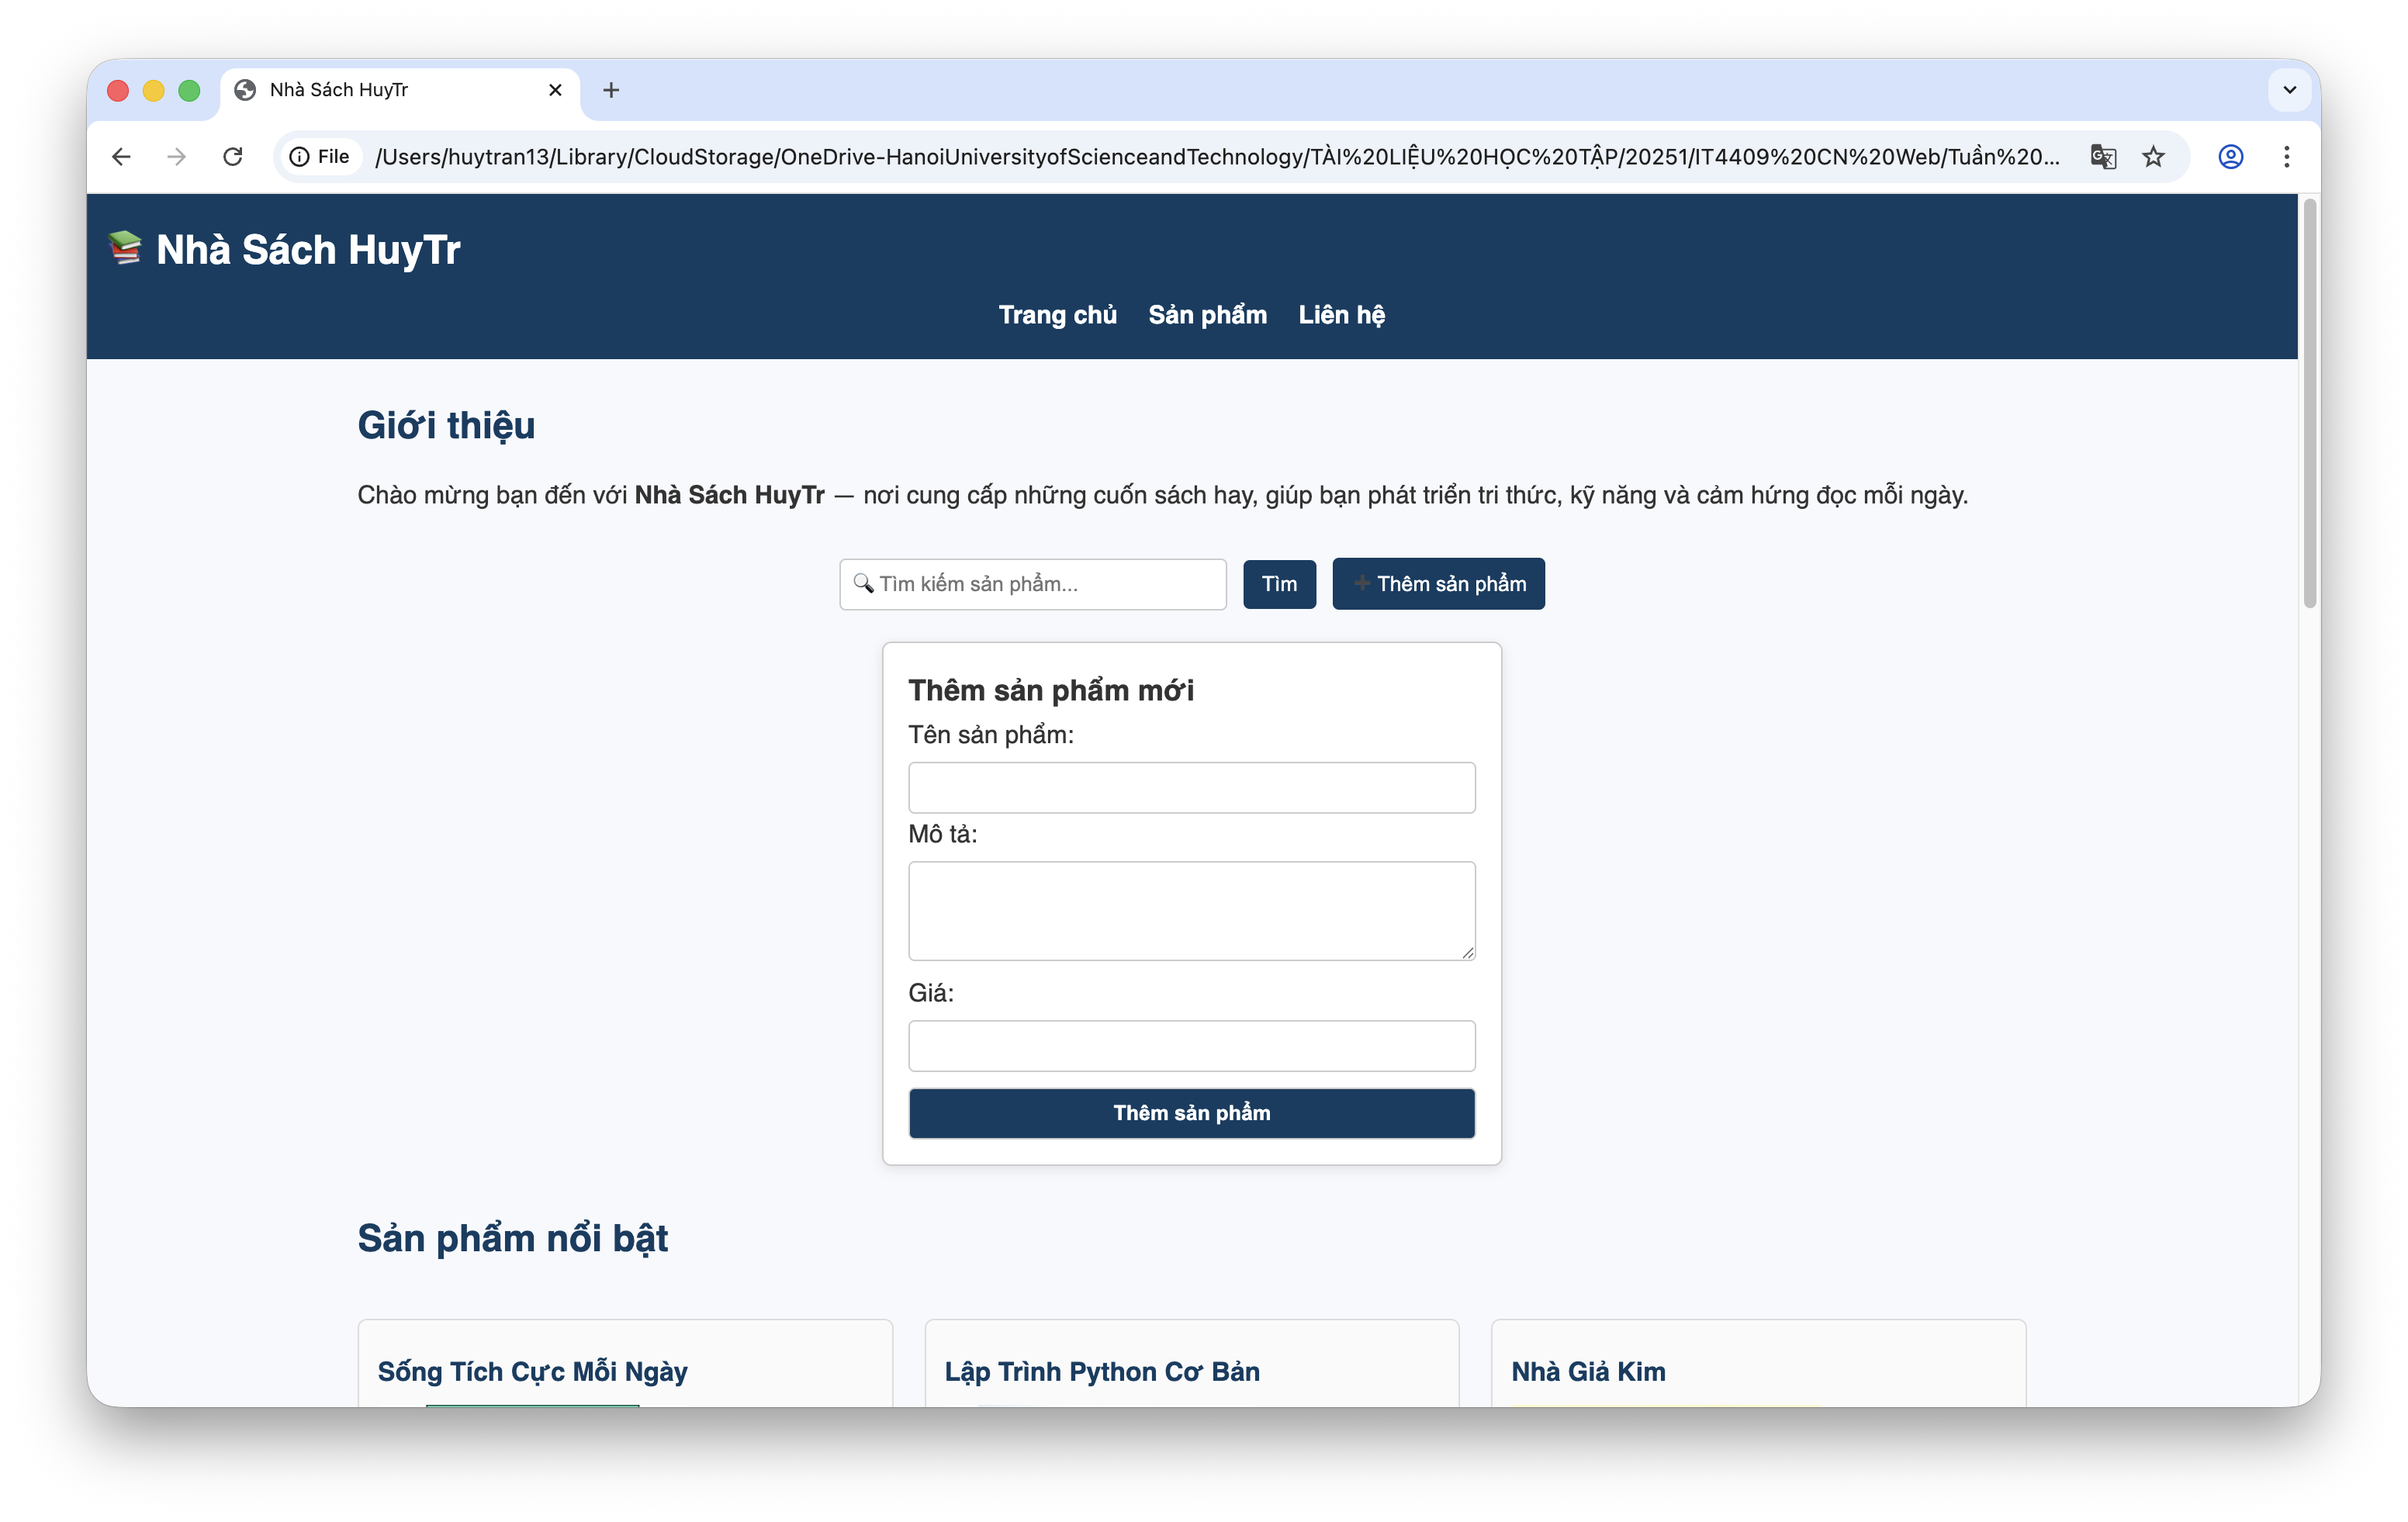 Nhà Sách HuyTr
File /Users/huytran13/Library/CloudStorage/OneDrive-HanoiUniversityofScienceandTechnology/TÀI%20LIỆU%20HỌC%20TẬP/20251/IT4409%20CN%20Web/Tuần%20...
📚 Nhà Sách HuyTr
Trang chủ Sản phẩm Liên hệ
Giới thiệu
Chào mừng bạn đến với Nhà Sách HuyTr — nơi cung cấp những cuốn sách hay, giúp bạn phát triển tri thức, kỹ năng và cảm hứng đọc mỗi ngày.
🔍 Tìm kiếm sản phẩm... Tìm ➕ Thêm sản phẩm
Thêm sản phẩm mới
Tên sản phẩm:
Mô tả:
Giá:
Thêm sản phẩm
Sản phẩm nổi bật
Sống Tích Cực Mỗi Ngày Lập Trình Python Cơ Bản Nhà Giả Kim